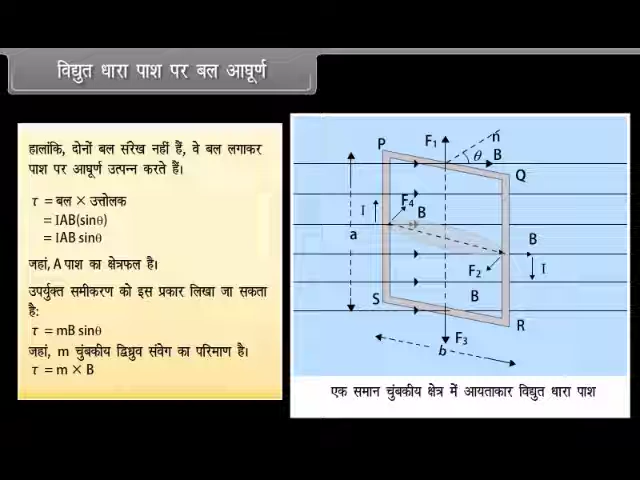 विद्युत धारा पाश पर बल आघूर्ण
हालांकि, दोनों बल संरेख नहीं हैं, वे बल लगाकर
पाश पर आघूर्ण उत्पन्न करते हैं।
τ = बल × उत्तोलक
= IAB(sinθ)
= IAB sinθ
जहां, A पाश का क्षेत्रफल है।
उपर्युक्त समीकरण को इस प्रकार लिखा जा सकता
है:
τ = mB sinθ
जहां, m चुंबकीय द्विध्रुव संवेग का परिमाण है।
τ = m × B
P
F₁
n
θ
B
Q
I
F₄
B
a
B
F₂
I
S
B
R
F₃
b
एक समान चुंबकीय क्षेत्र में आयताकार विद्युत धारा पाश